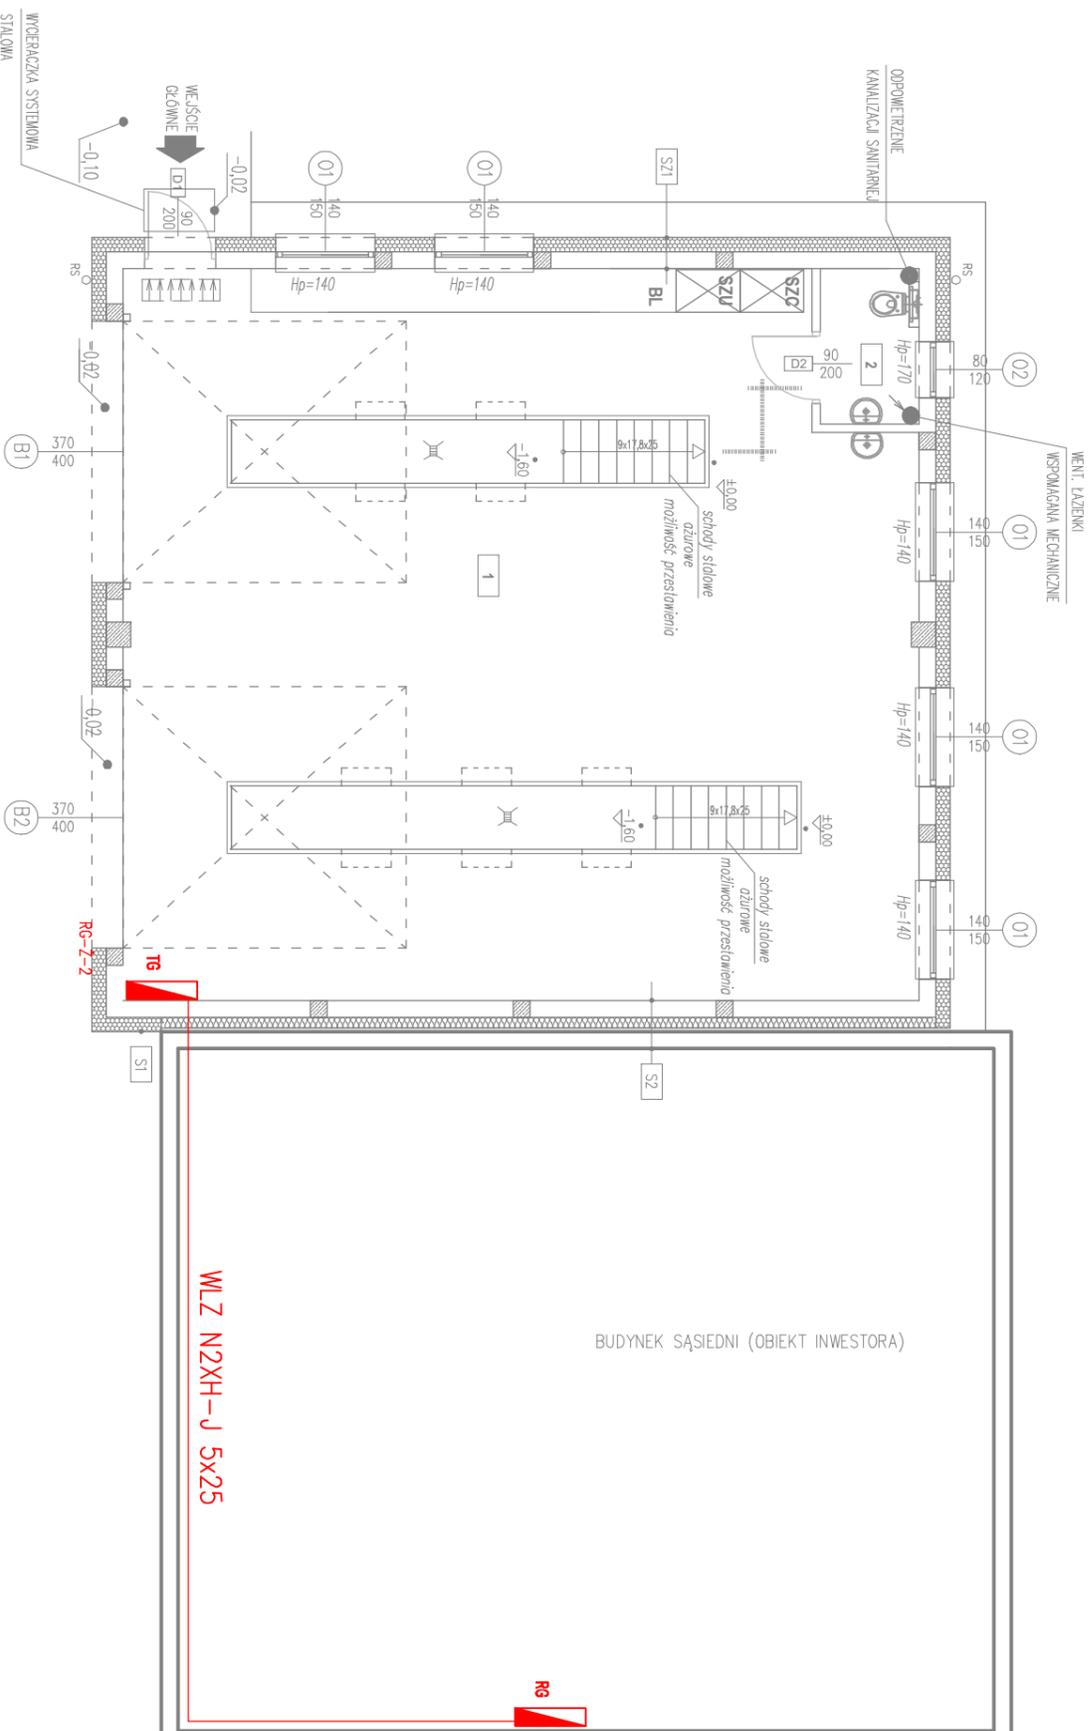 WYCIERACZKA SYSTEMOWA
STALOWA
-0,10
WEJŚCIE
GŁÓWNE
D1
90
200
-0,02
O1
140
150
Hp=140
O1
140
150
Hp=140
SZ1
ODPOWIETRZENIE
KANALIZACJI SANITARNEJ
RS
RS
BL
SZU
SZC
D2
90
200
2
Hp=170
80
120
O2
WENT. ŁAZIENKI
WSPOMAGANA MECHANICZNIE
-0,02
B1
370
400
-1,60
9x17,8x25
±0,00
schody stalowe
ażurowe
możliwość przestawienia
Hp=140
140
150
O1
1
Hp=140
140
150
O1
0,02
B2
370
400
-1,60
9x17,8x25
±0,00
schody stalowe
ażurowe
możliwość przestawienia
Hp=140
140
150
O1
RG-Z-2
TG
S1
S2
WLZ N2XH-J 5x25
BUDYNEK SĄSIEDNI (OBIEKT INWESTORA)
RG